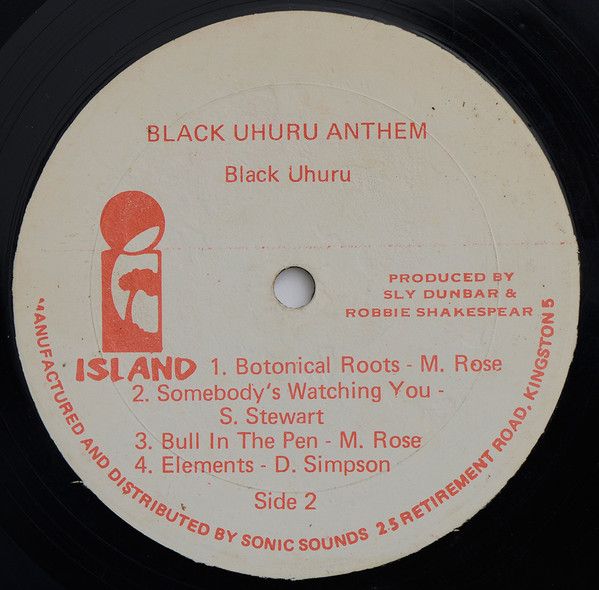 BLACK UHURU ANTHEM
Black Uhuru
PRODUCED BY
SLY DUNBAR &
ROBBIE SHAKESPEAR
ISLAND
1. Botonical Roots - M. Rose
2. Somebody's Watching You -
S. Stewart
3. Bull In The Pen - M. Rose
4. Elements - D. Simpson
Side 2
MANUFACTURED AND DISTRIBUTED BY SONIC SOUNDS 25 RETIREMENT ROAD, KINGSTON 5